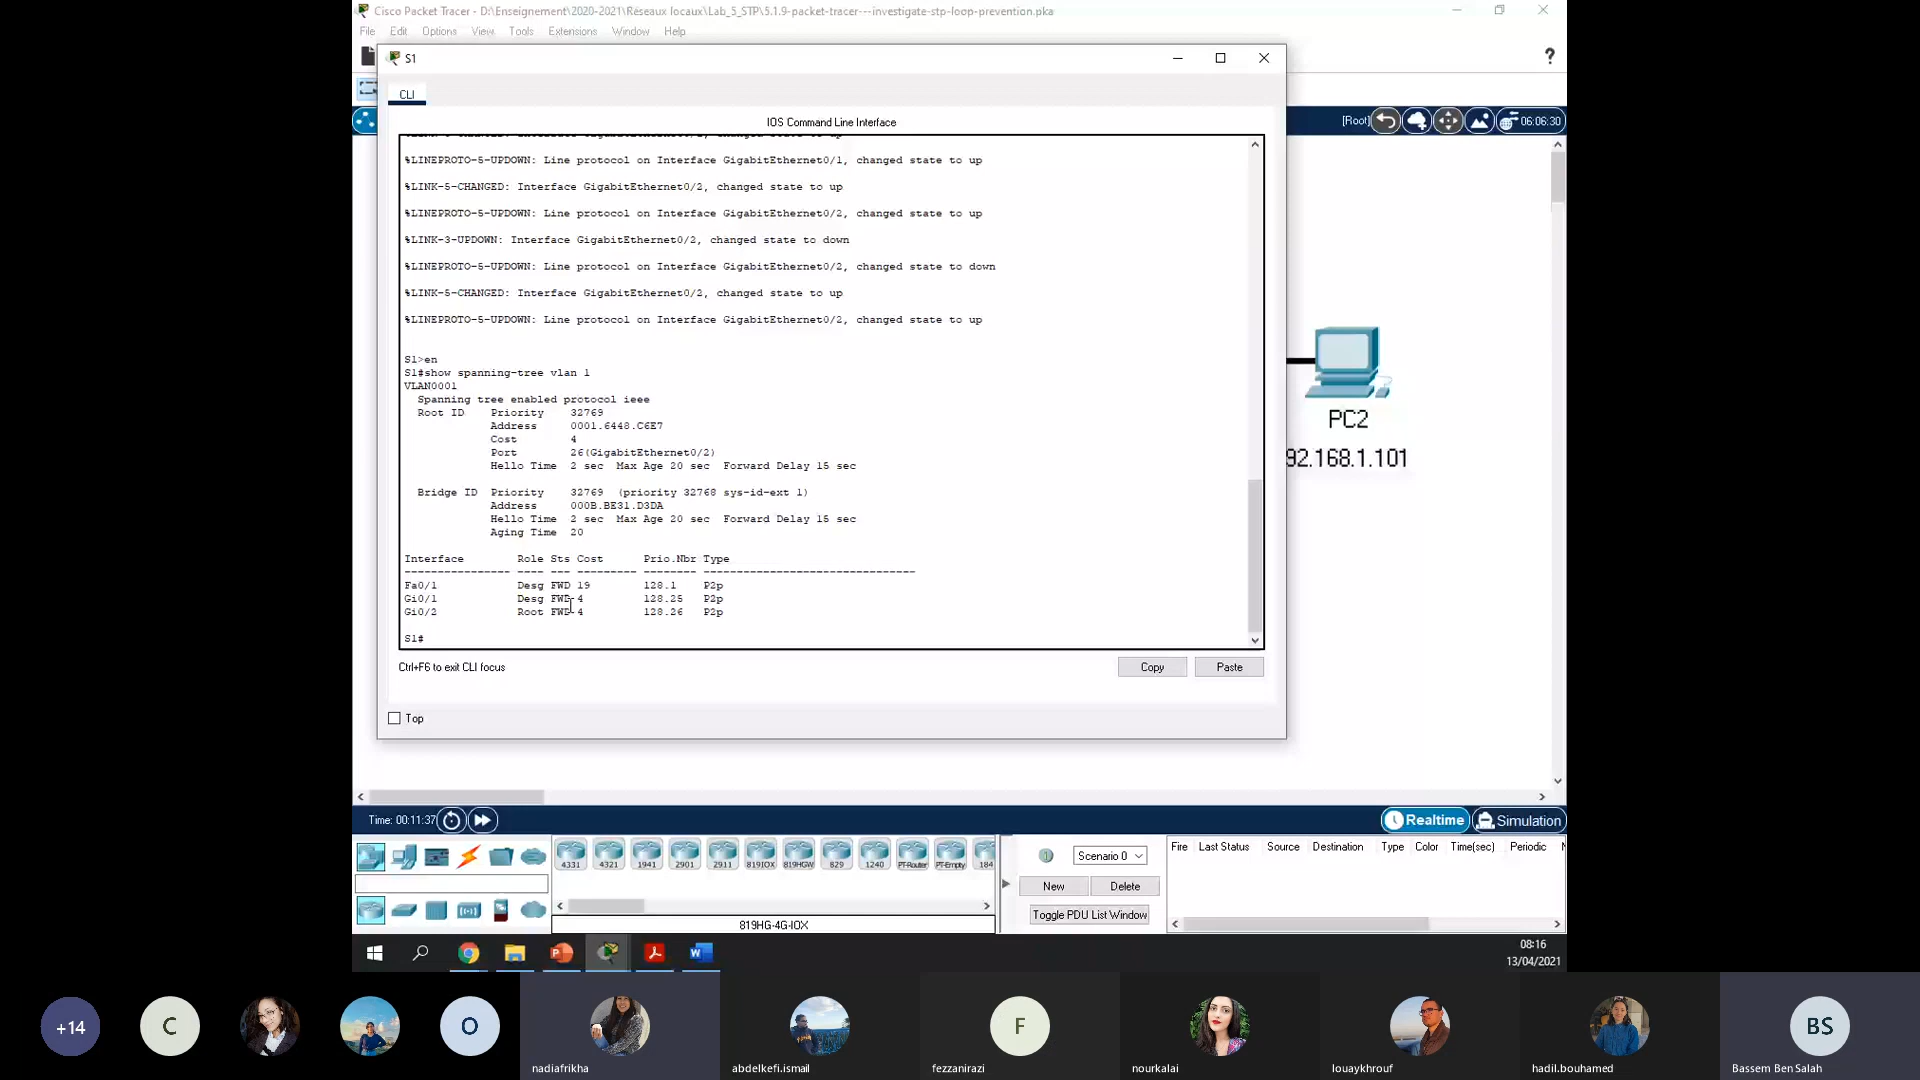 Cisco Packet Tracer - D:\Enseignement\2020-2021\Réseaux locaux\Lab_5_STP\5.1.9-packet-tracer---investigate-stp-loop-prevention.pka
File Edit Options View Tools Extensions Window Help
S1
?
CLI
IOS Command Line Interface
[Root] 06:06:30
%LINEPROTO-5-UPDOWN: Line protocol on Interface GigabitEthernet0/1, changed state to up
%LINK-5-CHANGED: Interface GigabitEthernet0/2, changed state to up
%LINEPROTO-5-UPDOWN: Line protocol on Interface GigabitEthernet0/2, changed state to up
%LINK-3-UPDOWN: Interface GigabitEthernet0/2, changed state to down
%LINEPROTO-5-UPDOWN: Line protocol on Interface GigabitEthernet0/2, changed state to down
%LINK-5-CHANGED: Interface GigabitEthernet0/2, changed state to up
%LINEPROTO-5-UPDOWN: Line protocol on Interface GigabitEthernet0/2, changed state to up
S1>en
S1#show spanning-tree vlan 1
VLAN0001
Spanning tree enabled protocol ieee
Root ID Priority 32769
Address 0001.6448.C6E7
Cost 4
Port 26(GigabitEthernet0/2)
Hello Time 2 sec Max Age 20 sec Forward Delay 15 sec
Bridge ID Priority 32769 (priority 32768 sys-id-ext 1)
Address 000B.BE31.D3DA
Hello Time 2 sec Max Age 20 sec Forward Delay 15 sec
Aging Time 20
Interface Role Sts Cost Prio.Nbr Type
---------------- ---- --- --------- -------- --------------------------------
Fa0/1 Desg FWD 19 128.1 P2p
Gi0/1 Desg FWD 4 128.25 P2p
Gi0/2 Root FWD 4 128.26 P2p
S1#
Ctrl+F6 to exit CLI focus
Copy Paste
Top
PC2
92.168.1.101
Time: 00:11:37
Realtime Simulation
4331 4321 1941 2901 2911 819IOX 819HGW 829 1240 PT-Router PT-Empty 184
819HG-4G-IOX
Scenario 0
New Delete
Toggle PDU List Window
Fire Last Status Source Destination Type Color Time(sec) Periodic N
08:16
13/04/2021
+14
C
O
F
BS
nadiafrikha
abdelkefi.ismail
fezzanirazi
nourkalai
louaykhrouf
hadil.bouhamed
Bassem Ben Salah